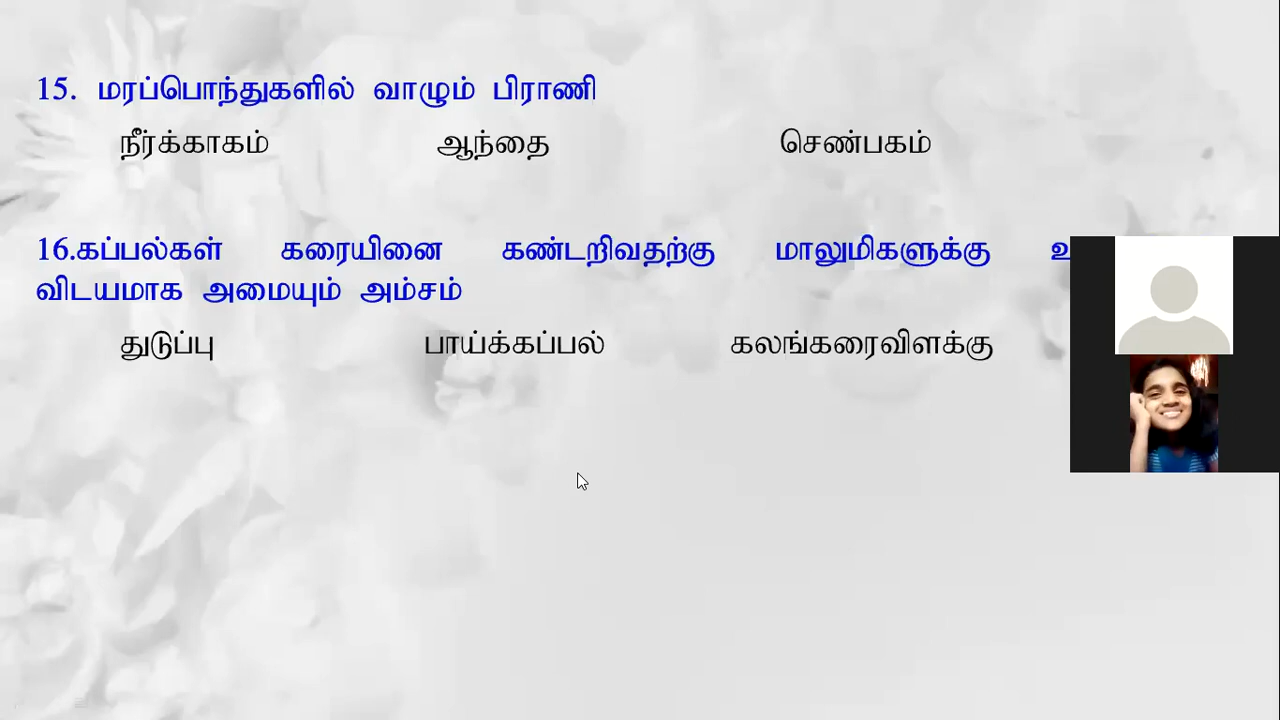 15. மரப்பொந்துகளில் வாழும் பிராணி
நீர்க்காகம் ஆந்தை செண்பகம்
16.கப்பல்கள் கரையினை கண்டறிவதற்கு மாலுமிகளுக்கு
விடயமாக அமையும் அம்சம்
துடுப்பு பாய்க்கப்பல் கலங்கரைவிளக்கு